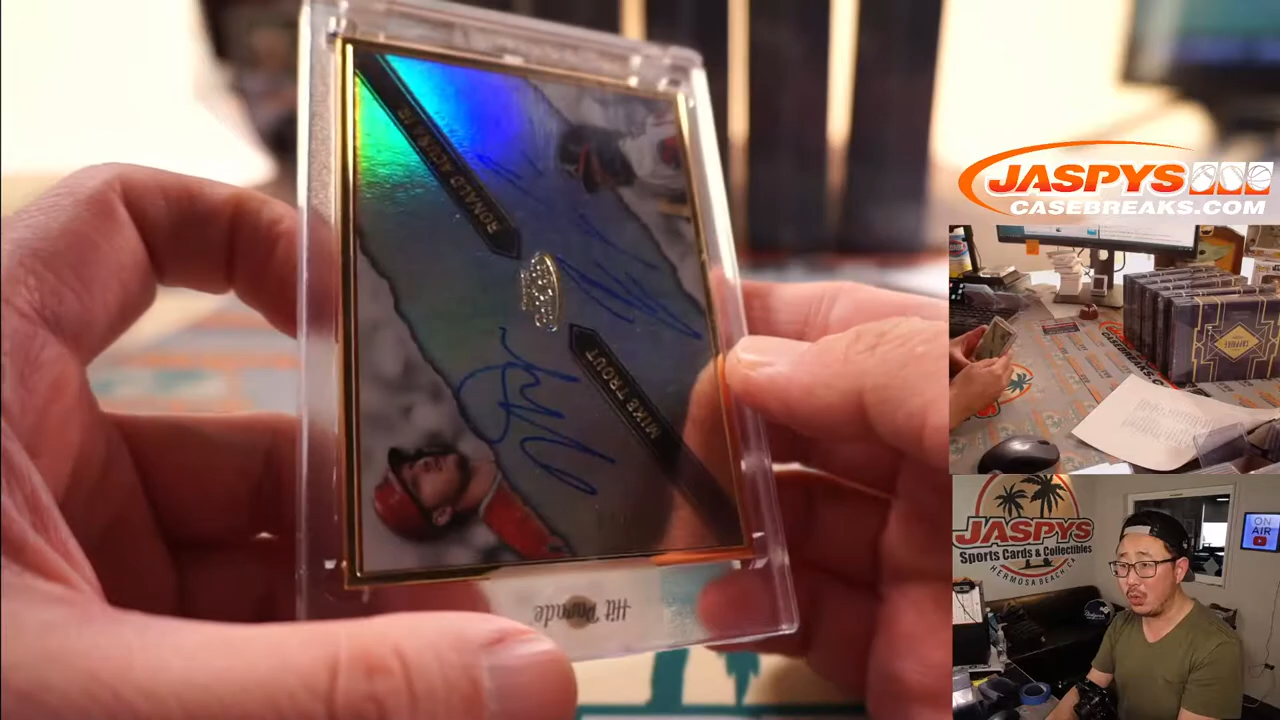 RONALD ACUÑA JR.
MIKE TROUT
Hit Parade
JASPYS
CASEBREAKS.COM
SAPPHIRE
JASPYS
Sports Cards & Collectibles
HERMOSA BEACH CA
ON
AIR